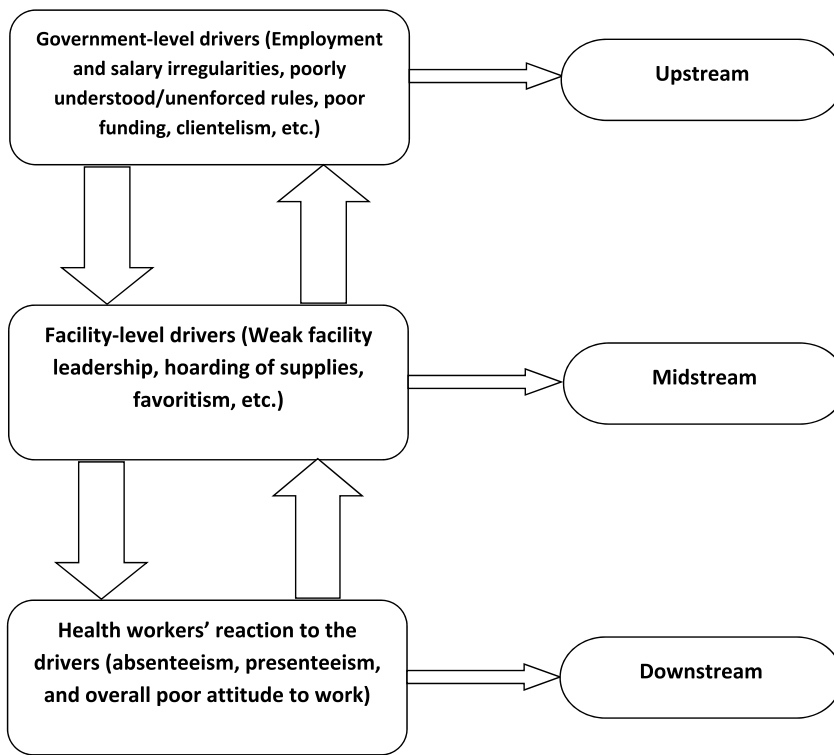 Government-level drivers (Employment
and salary irregularities, poorly
understood/unenforced rules, poor
funding, clientelism, etc.)
Upstream
Facility-level drivers (Weak facility
leadership, hoarding of supplies,
favoritism, etc.)
Midstream
Health workers’ reaction to the
drivers (absenteeism, presenteeism,
and overall poor attitude to work)
Downstream